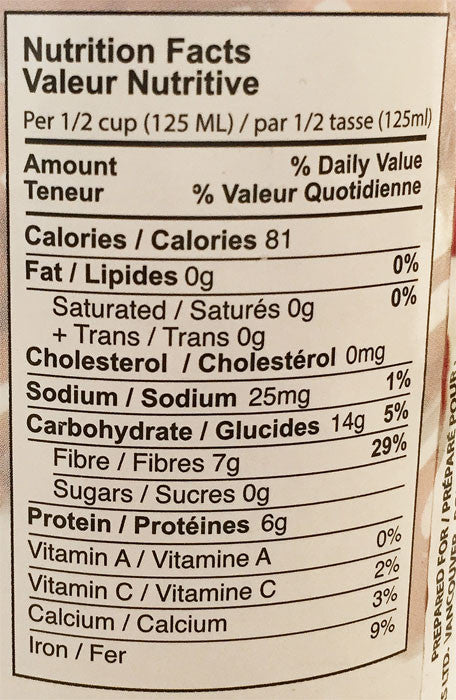 Nutrition Facts
Valeur Nutritive
Per 1/2 cup (125 ML) / par 1/2 tasse (125ml)
Amount % Daily Value
Teneur % Valeur Quotidienne
Calories / Calories 81
Fat / Lipides 0g 0%
Saturated / Saturés 0g 0%
+ Trans / Trans 0g
Cholesterol / Cholestérol 0mg
Sodium / Sodium 25mg 1%
Carbohydrate / Glucides 14g 5%
Fibre / Fibres 7g 29%
Sugars / Sucres 0g
Protein / Protéines 6g
Vitamin A / Vitamine A 0%
Vitamin C / Vitamine C 2%
Calcium / Calcium 3%
Iron / Fer 9%
PREPARED FOR / PRÉPARÉ POUR
LTD. VANCOUVER